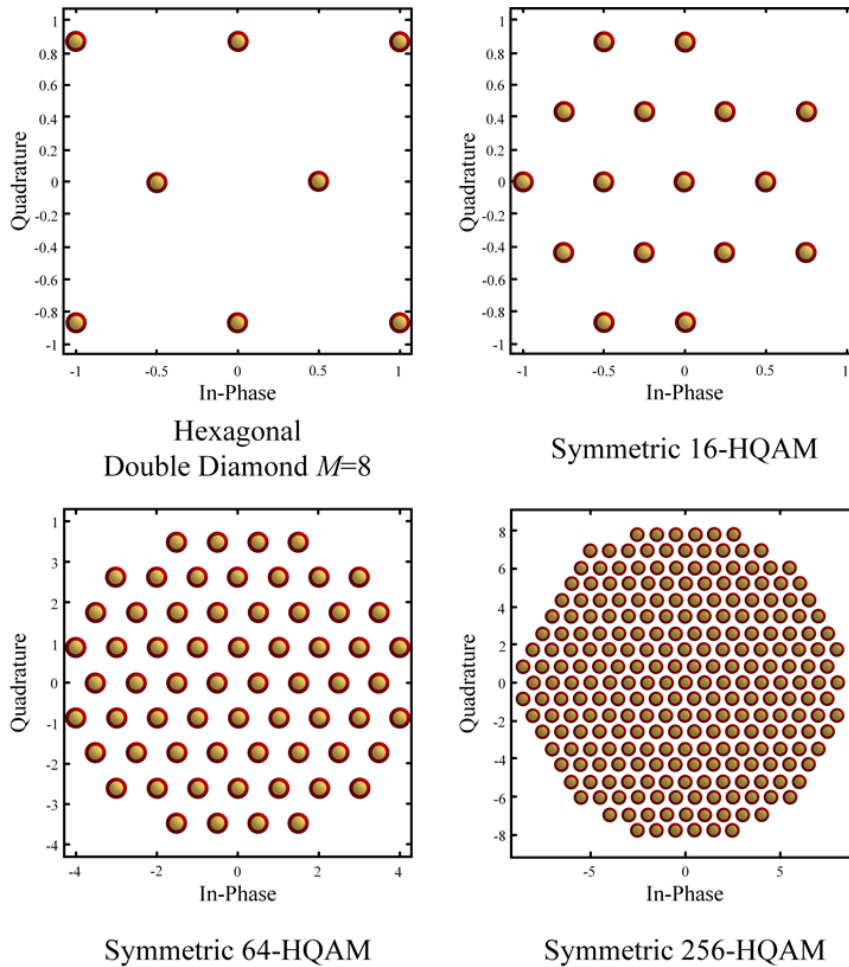 1
0.8
0.6
0.4
0.2
0
-0.2
-0.4
-0.6
-0.8
-1
Quadrature
-1 -0.5 0 0.5 1
In-Phase
Hexagonal
Double Diamond M=8
1
0.8
0.6
0.4
0.2
0
-0.2
-0.4
-0.6
-0.8
-1
Quadrature
-1 -0.5 0 0.5 1
In-Phase
Symmetric 16-HQAM
1
3
2
1
0
-1
-2
-3
-4
Quadrature
-4 -2 0 2 4
In-Phase
Symmetric 64-HQAM
8
6
4
2
0
-2
-4
-6
-8
Quadrature
-5 0 5
In-Phase
Symmetric 256-HQAM